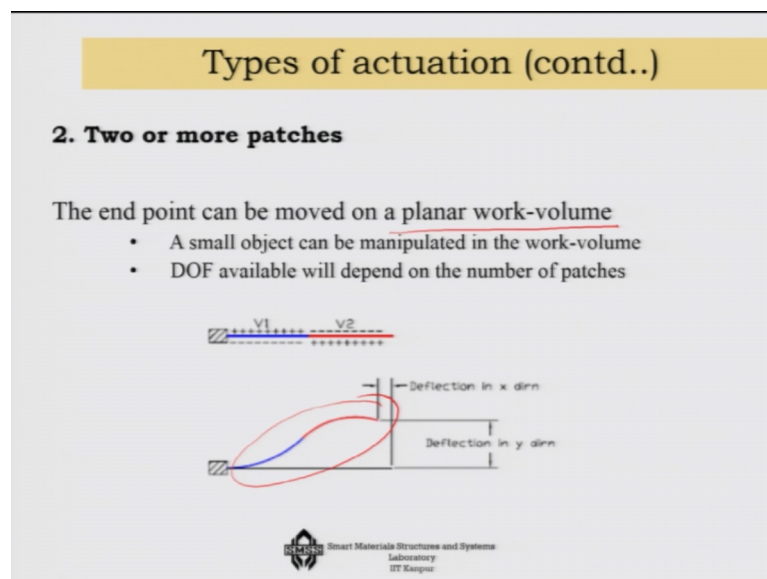 Types of actuation (contd..)
2. Two or more patches
The end point can be moved on a planar work-volume
• A small object can be manipulated in the work-volume
• DOF available will depend on the number of patches
V1 V2
+++++++++ --------
-------- +++++++++
Deflection in x dirn
Deflection in y dirn
SMSS
Smart Materials Structures and Systems
Laboratory
IIT Kanpur